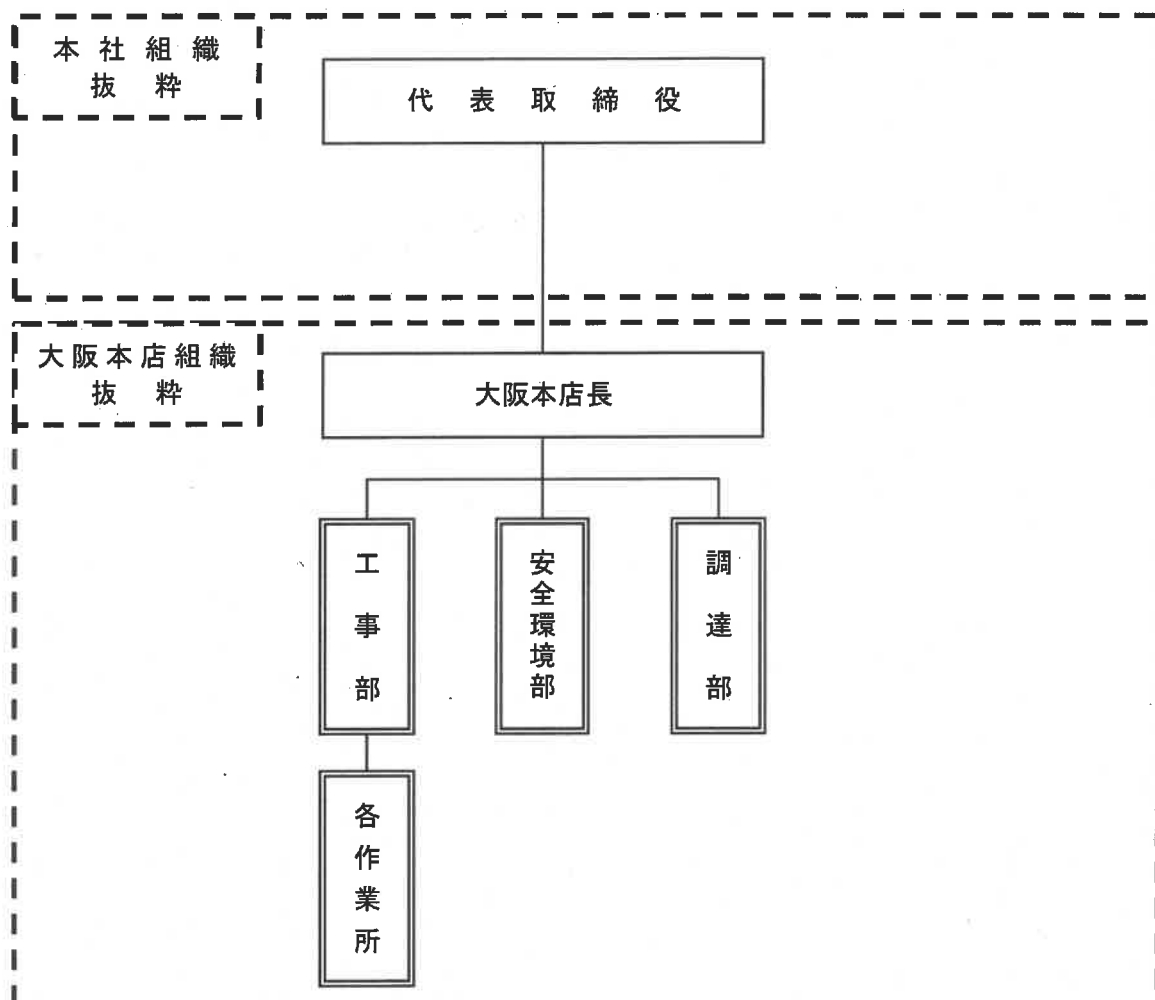 本社組織
抜粋
代表取締役
大阪本店組織
抜粋
大阪本店長
工事部
安全環境部
調達部
各作業所